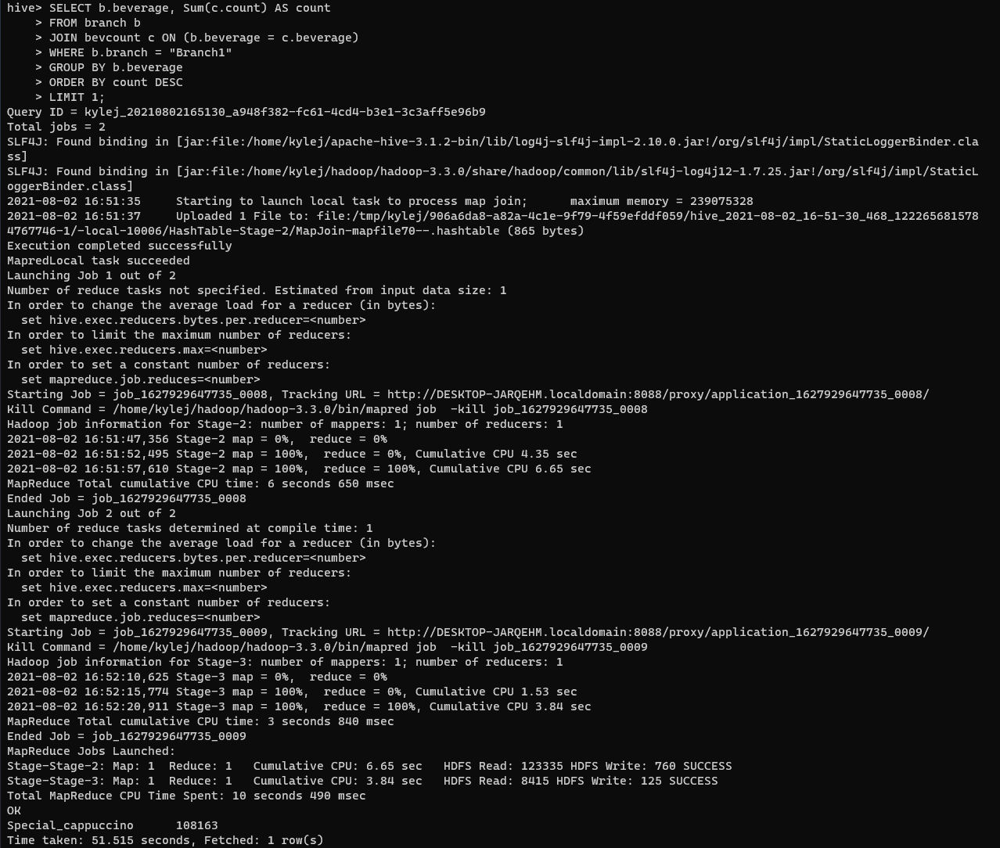 hive> SELECT b.beverage, Sum(c.count) AS count
    > FROM branch b
    > JOIN bevcount c ON (b.beverage = c.beverage)
    > WHERE b.branch = "Branch1"
    > GROUP BY b.beverage
    > ORDER BY count DESC
    > LIMIT 1;
Query ID = kylej_20210802165130_a948f382-fc61-4cd4-b3e1-3c3aff5e96b9
Total jobs = 2
SLF4J: Found binding in [jar:file:/home/kylej/apache-hive-3.1.2-bin/lib/log4j-slf4j-impl-2.10.0.jar!/org/slf4j/impl/StaticLoggerBinder.cla
ss]
SLF4J: Found binding in [jar:file:/home/kylej/hadoop/hadoop-3.3.0/share/hadoop/common/lib/slf4j-log4j12-1.7.25.jar!/org/slf4j/impl/StaticL
oggerBinder.class]
2021-08-02 16:51:35     Starting to launch local task to process map join;      maximum memory = 239075328
2021-08-02 16:51:37     Uploaded 1 File to: file:/tmp/kylej/906a6da8-a82a-4c1e-9f79-4f59efddf059/hive_2021-08-02_16-51-30_468_122265681578
4767746-1/-local-10006/HashTable-Stage-2/MapJoin-mapfile70--.hashtable (865 bytes)
Execution completed successfully
MapredLocal task succeeded
Launching Job 1 out of 2
Number of reduce tasks not specified. Estimated from input data size: 1
In order to change the average load for a reducer (in bytes):
  set hive.exec.reducers.bytes.per.reducer=<number>
In order to limit the maximum number of reducers:
  set hive.exec.reducers.max=<number>
In order to set a constant number of reducers:
  set mapreduce.job.reduces=<number>
Starting Job = job_1627929647735_0008, Tracking URL = http://DESKTOP-JARQEHM.localdomain:8088/proxy/application_1627929647735_0008/
Kill Command = /home/kylej/hadoop/hadoop-3.3.0/bin/mapred job  -kill job_1627929647735_0008
Hadoop job information for Stage-2: number of mappers: 1; number of reducers: 1
2021-08-02 16:51:47,356 Stage-2 map = 0%,  reduce = 0%
2021-08-02 16:51:52,495 Stage-2 map = 100%,  reduce = 0%, Cumulative CPU 4.35 sec
2021-08-02 16:51:57,610 Stage-2 map = 100%,  reduce = 100%, Cumulative CPU 6.65 sec
MapReduce Total cumulative CPU time: 6 seconds 650 msec
Ended Job = job_1627929647735_0008
Launching Job 2 out of 2
Number of reduce tasks determined at compile time: 1
In order to change the average load for a reducer (in bytes):
  set hive.exec.reducers.bytes.per.reducer=<number>
In order to limit the maximum number of reducers:
  set hive.exec.reducers.max=<number>
In order to set a constant number of reducers:
  set mapreduce.job.reduces=<number>
Starting Job = job_1627929647735_0009, Tracking URL = http://DESKTOP-JARQEHM.localdomain:8088/proxy/application_1627929647735_0009/
Kill Command = /home/kylej/hadoop/hadoop-3.3.0/bin/mapred job  -kill job_1627929647735_0009
Hadoop job information for Stage-3: number of mappers: 1; number of reducers: 1
2021-08-02 16:52:10,625 Stage-3 map = 0%,  reduce = 0%
2021-08-02 16:52:15,774 Stage-3 map = 100%,  reduce = 0%, Cumulative CPU 1.53 sec
2021-08-02 16:52:20,911 Stage-3 map = 100%,  reduce = 100%, Cumulative CPU 3.84 sec
MapReduce Total cumulative CPU time: 3 seconds 840 msec
Ended Job = job_1627929647735_0009
MapReduce Jobs Launched:
Stage-Stage-2: Map: 1  Reduce: 1   Cumulative CPU: 6.65 sec   HDFS Read: 123335 HDFS Write: 760 SUCCESS
Stage-Stage-3: Map: 1  Reduce: 1   Cumulative CPU: 3.84 sec   HDFS Read: 8415 HDFS Write: 125 SUCCESS
Total MapReduce CPU Time Spent: 10 seconds 490 msec
OK
Special_cappuccino      108163
Time taken: 51.515 seconds, Fetched: 1 row(s)